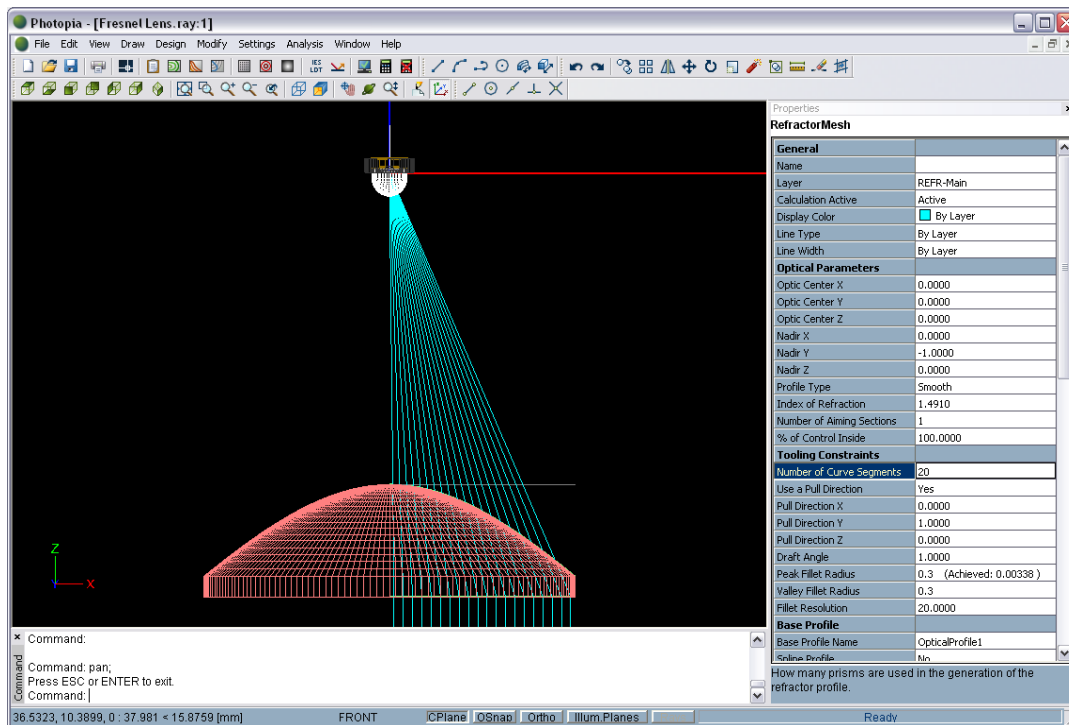 Photopia - [Fresnel Lens.ray:1]
File Edit View Draw Design Modify Settings Analysis Window Help
IES
LDT
Properties
RefractorMesh
General
Name
Layer REFR-Main
Calculation Active Active
Display Color By Layer
Line Type By Layer
Line Width By Layer
Optical Parameters
Optic Center X 0.0000
Optic Center Y 0.0000
Optic Center Z 0.0000
Nadir X 0.0000
Nadir Y -1.0000
Nadir Z 0.0000
Profile Type Smooth
Index of Refraction 1.4910
Number of Aiming Sections 1
% of Control Inside 100.0000
Tooling Constraints
Number of Curve Segments 20
Use a Pull Direction Yes
Pull Direction X 0.0000
Pull Direction Y 1.0000
Pull Direction Z 0.0000
Draft Angle 1.0000
Peak Fillet Radius 0.3 (Achieved: 0.00338 )
Valley Fillet Radius 0.3
Fillet Resolution 20.0000
Base Profile
Base Profile Name OpticalProfile1
Spline Profile No
How many prisms are used in the generation of the
refractor profile.
Z
X
Command
Command:
Command: pan;
Press ESC or ENTER to exit.
Command:
36.5323, 10.3899, 0 : 37.981 < 15.8759 [mm] FRONT CPlane OSnap Ortho Illum.Planes Ready